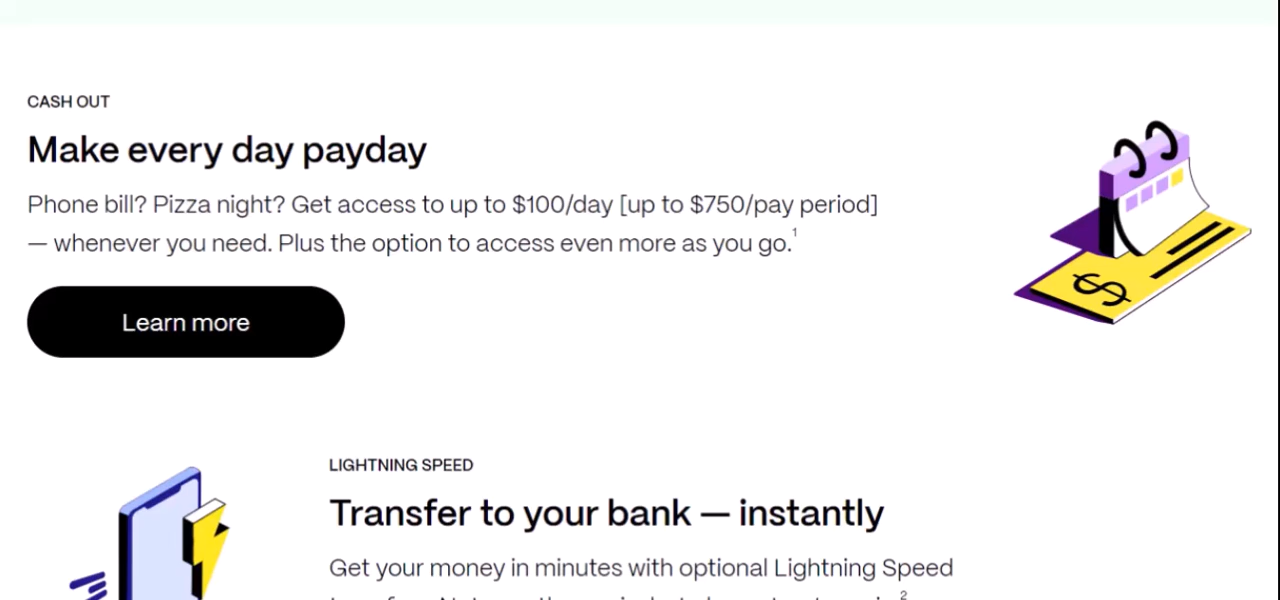 CASH OUT
Make every day payday
Phone bill? Pizza night? Get access to up to $100/day [up to $750/pay period]
— whenever you need. Plus the option to access even more as you go.¹
Learn more
LIGHTNING SPEED
Transfer to your bank — instantly
Get your money in minutes with optional Lightning Speed
2